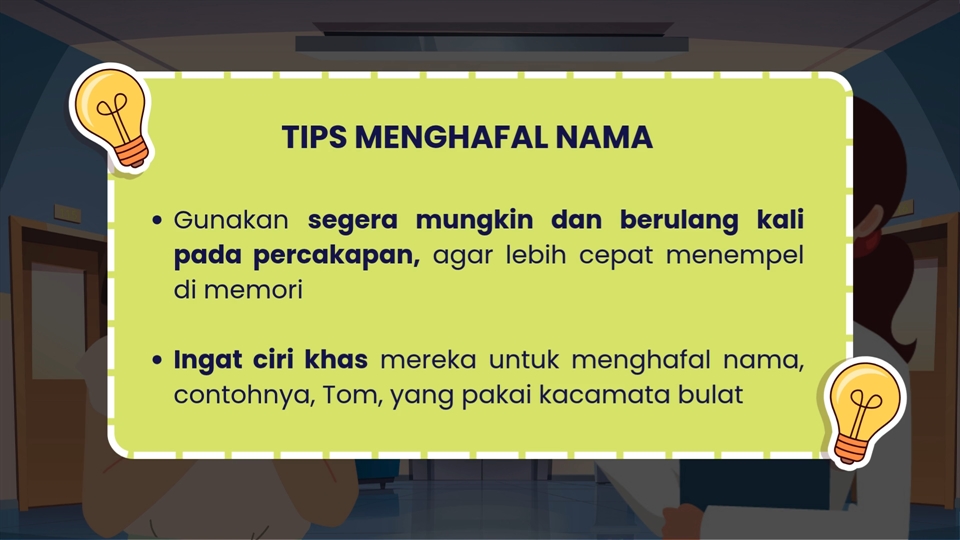 TIPS MENGHAFAL NAMA
• Gunakan segera mungkin dan berulang kali
pada percakapan, agar lebih cepat menempel
di memori
• Ingat ciri khas mereka untuk menghafal nama,
contohnya, Tom, yang pakai kacamata bulat